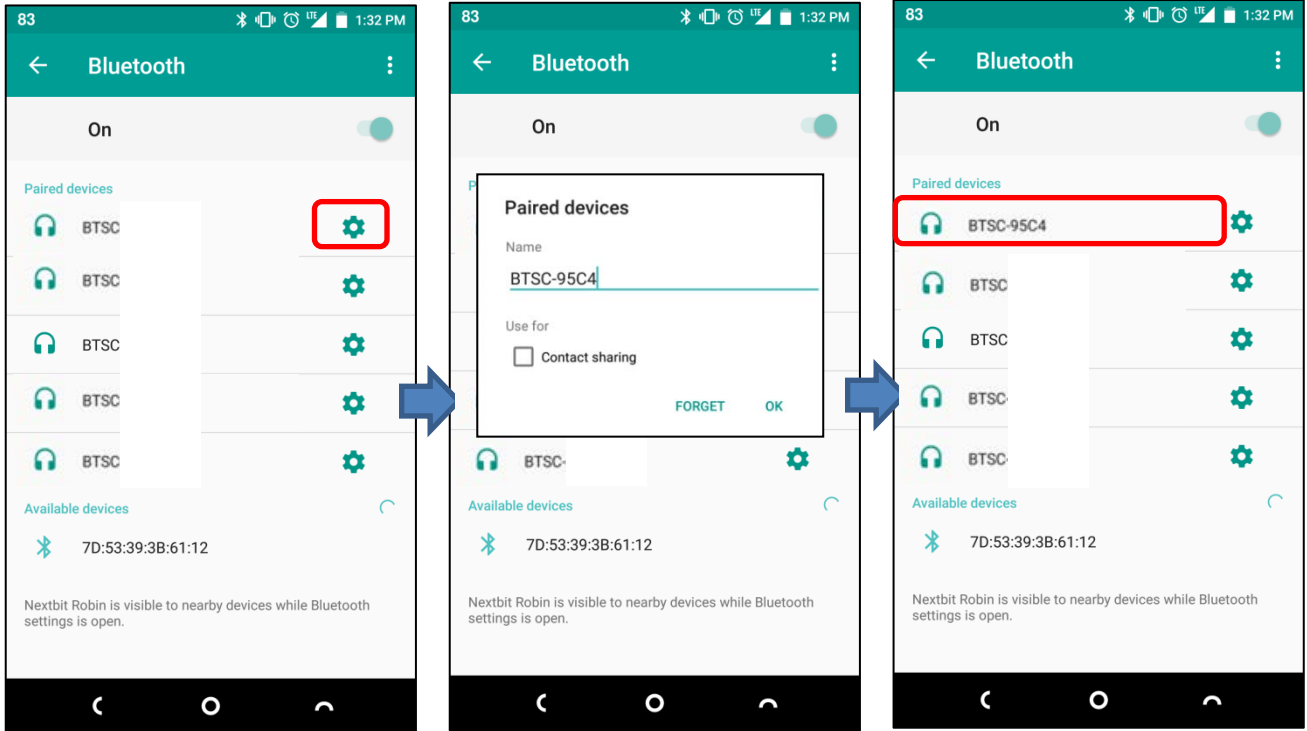 83 LTE 1:32 PM
Bluetooth
On
Paired devices
BTSC
BTSC
BTSC
BTSC
BTSC
Available devices
7D:53:39:3B:61:12
Nextbit Robin is visible to nearby devices while Bluetooth
settings is open.
83 LTE 1:32 PM
Bluetooth
On
P
Paired devices
Name
BTSC-95C4
Use for
Contact sharing
FORGET OK
BTSC-
Available devices
7D:53:39:3B:61:12
Nextbit Robin is visible to nearby devices while Bluetooth
settings is open.
83 LTE 1:32 PM
Bluetooth
On
Paired devices
BTSC-95C4
BTSC
BTSC
BTSC-
BTSC-
Available devices
7D:53:39:3B:61:12
Nextbit Robin is visible to nearby devices while Bluetooth
settings is open.